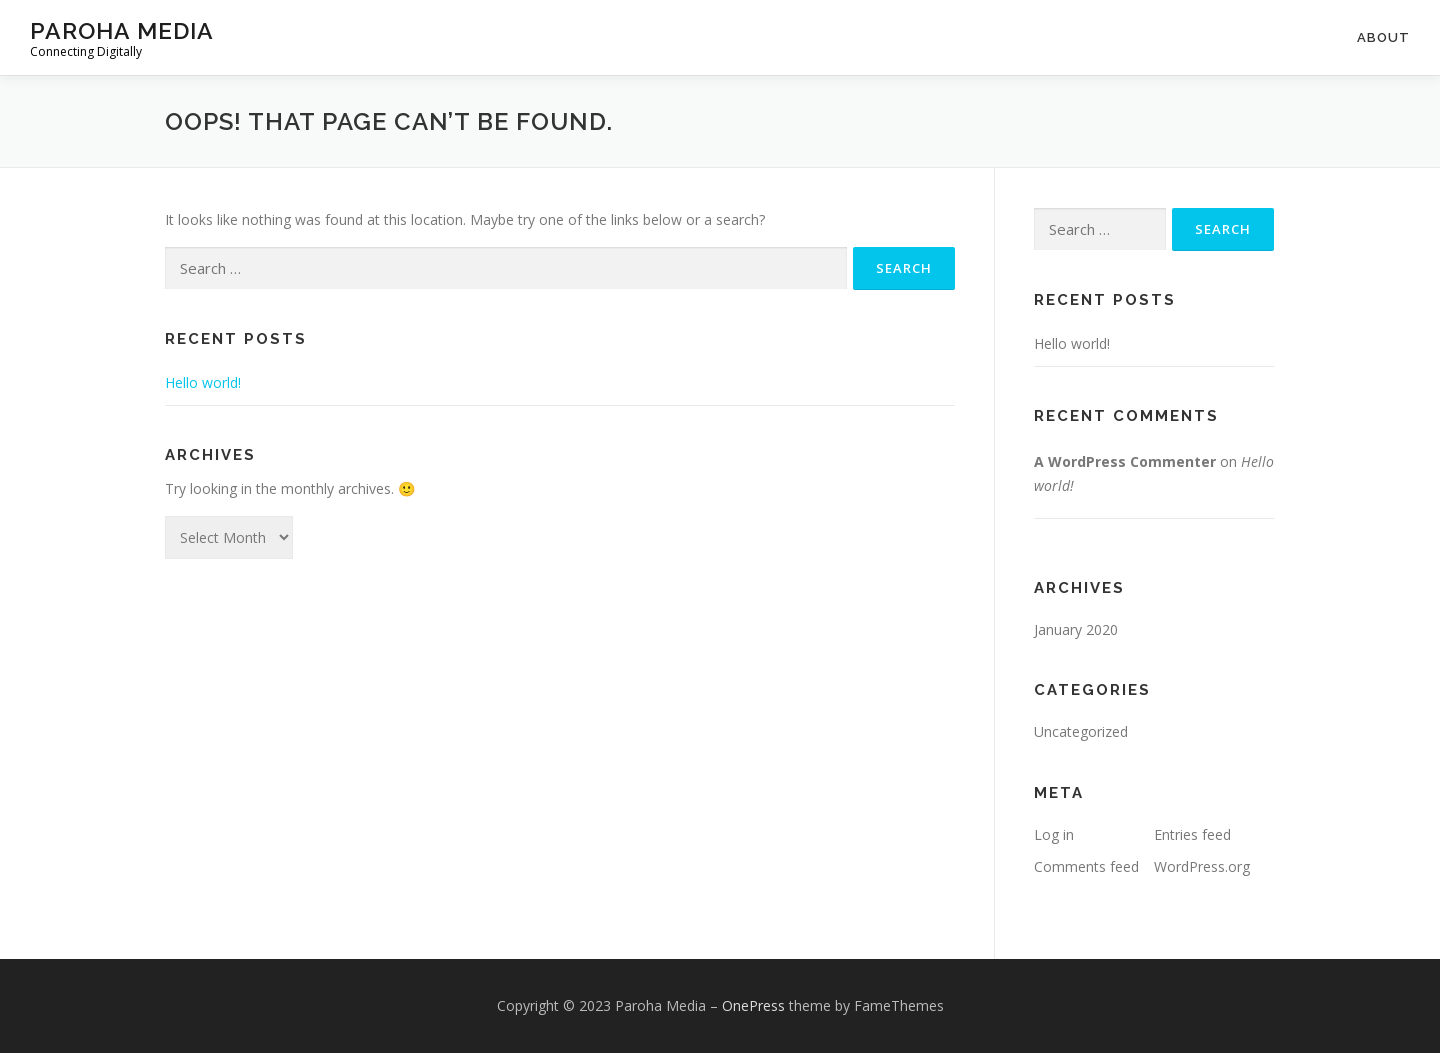 PAROHA MEDIA
Connecting Digitally
ABOUT
OOPS! THAT PAGE CAN’T BE FOUND.
It looks like nothing was found at this location. Maybe try one of the links below or a search?
Search …
SEARCH
RECENT POSTS
Hello world!
ARCHIVES
Try looking in the monthly archives. 🙂
Select Month
Search …
SEARCH
RECENT POSTS
Hello world!
RECENT COMMENTS
A WordPress Commenter on Hello
world!
ARCHIVES
January 2020
CATEGORIES
Uncategorized
META
Log in
Entries feed
Comments feed
WordPress.org
Copyright © 2023 Paroha Media – OnePress theme by FameThemes